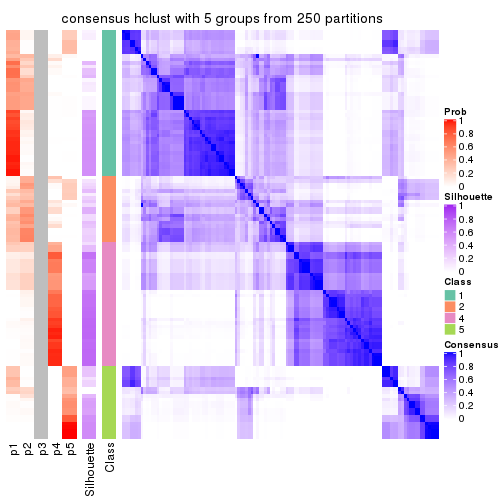 consensus hclust with 5 groups from 250 partitions
Prob
1
0.8
0.6
0.4
0.2
0
Silhouette
1
0.8
0.6
0.4
0.2
0
Class
1
2
4
5
Consensus
1
0.8
0.6
0.4
0.2
0
p1
p2
p3
p4
p5
Silhouette
Class